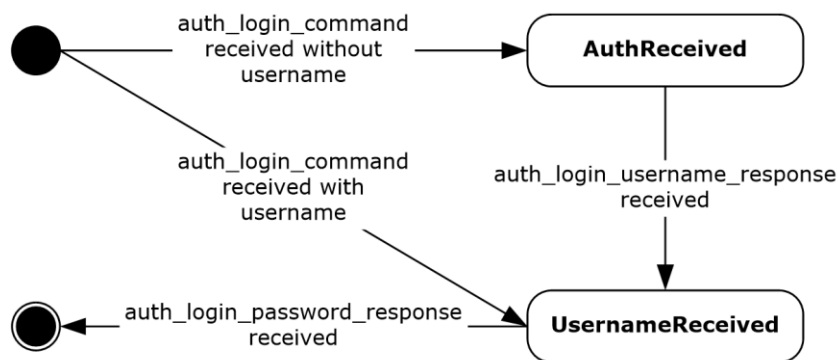 auth_login_command
received without
username
AuthReceived
auth_login_command
received with
username
auth_login_username_response
received
auth_login_password_response
received
UsernameReceived